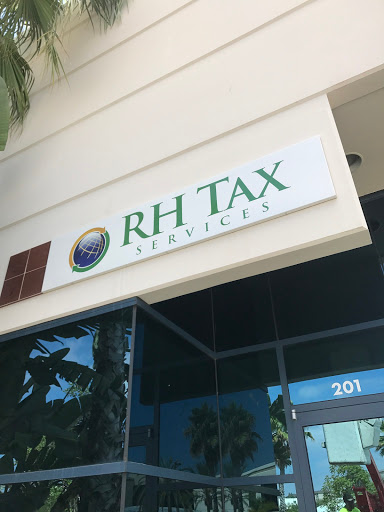 RH TAX
SERVICES
201